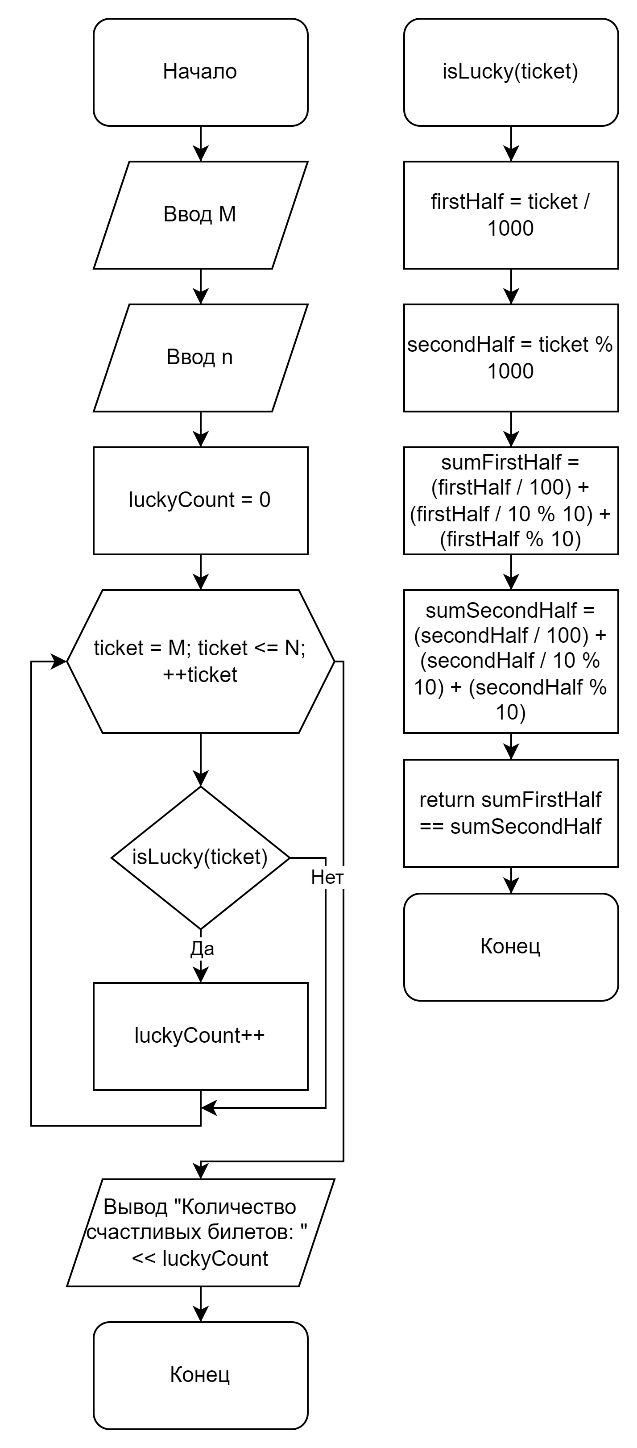 Начало
Ввод M
Ввод n
luckyCount = 0
ticket = M; ticket <= N;
++ticket
isLucky(ticket)
Нет
Да
luckyCount++
Вывод "Количество
счастливых билетов: "
<< luckyCount
Конец
isLucky(ticket)
firstHalf = ticket /
1000
secondHalf = ticket %
1000
sumFirstHalf =
(firstHalf / 100) +
(firstHalf / 10 % 10) +
(firstHalf % 10)
sumSecondHalf =
(secondHalf / 100) +
(secondHalf / 10 %
10) + (secondHalf %
10)
return sumFirstHalf
== sumSecondHalf
Конец